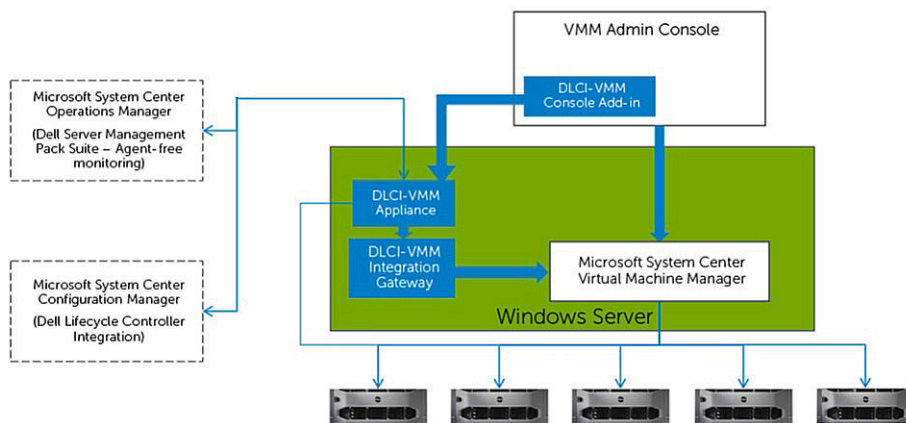 VMM Admin Console
DLCI-VMM
Console Add-in
Microsoft System Center
Operations Manager
(Dell Server Management
Pack Suite – Agent-free
monitoring)
DLCI-VMM
Appliance
DLCI-VMM
Integration
Gateway
Microsoft System Center
Virtual Machine Manager
Microsoft System Center
Configuration Manager
(Dell Lifecycle Controller
Integration)
Windows Server